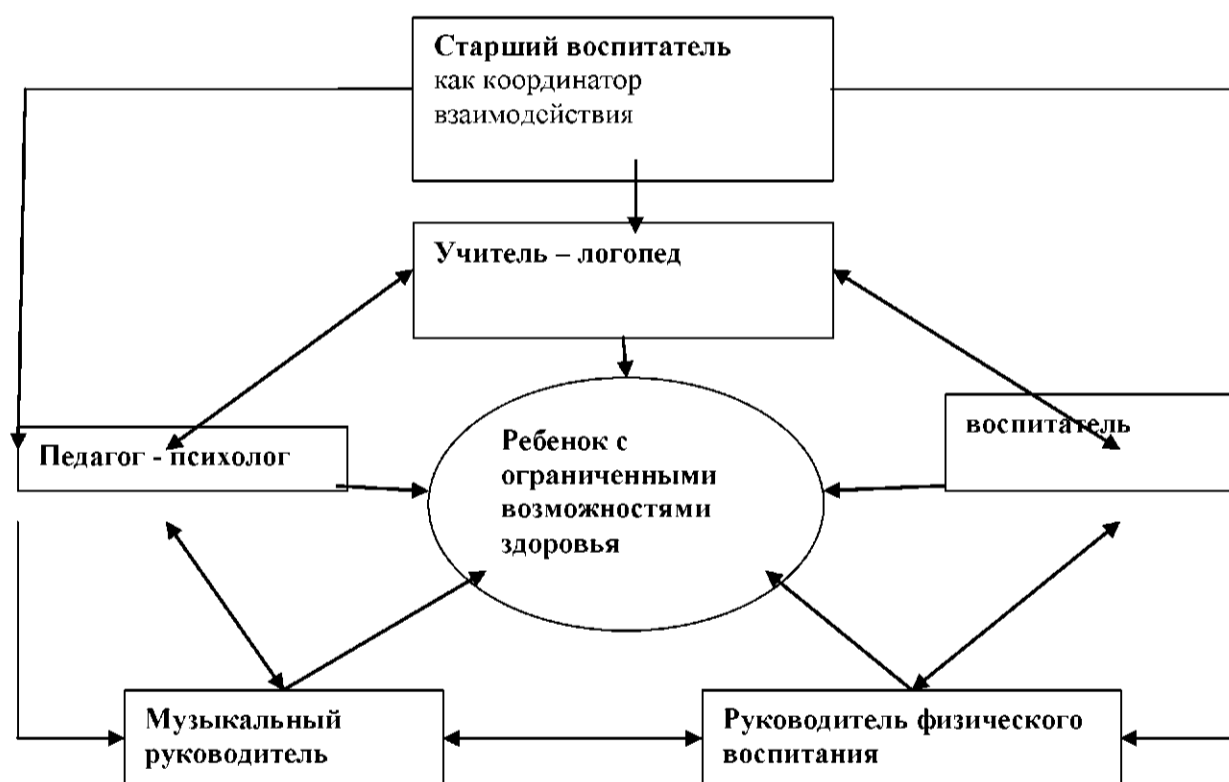 Старший воспитатель
как координатор
взаимодействия
Учитель – логопед
воспитатель
Педагог - психолог
Ребенок с
ограниченными
возможностями
здоровья
Музыкальный
руководитель
Руководитель физического
воспитания